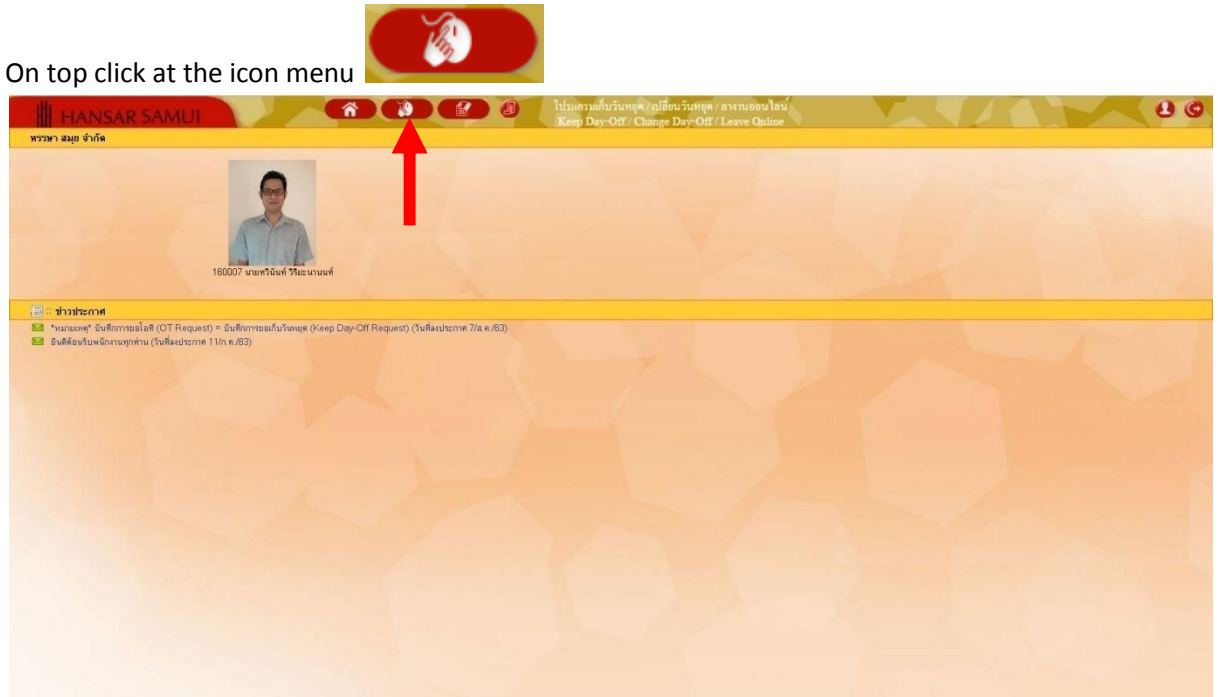 On top click at the icon menu
HANSAR SAMUI
โปรแกรมเก็บวันหยุด / เปลี่ยนวันหยุด / ลางานออนไลน์
Keep Day-Off / Change Day-Off / Leave Online
หรรษา สมุย จำกัด
160007 นายทวินันท์ วิริยะนานนท์
:: ข่าวประกาศ
*หมายเหตุ* บันทึกการขอโอที (OT Request) = บันทึกการขอเก็บวันหยุด (Keep Day-Off Request) (วันที่ลงประกาศ 7/ส.ค./63)
ยินดีต้อนรับพนักงานทุกท่าน (วันที่ลงประกาศ 11/ก.ค./63)